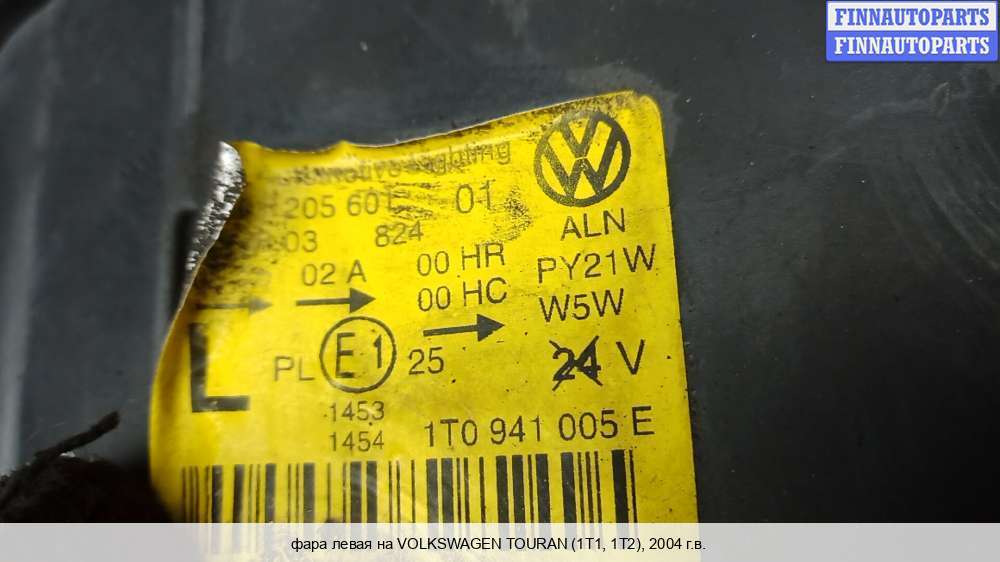 FINNAUTOPARTS
FINNAUTOPARTS
205 601 01
03 824 ALN
02 A 00 HR PY21W
00 HC W5W
L PL E1 25 24 V
1453
1454 1T0 941 005 E
фара левая на VOLKSWAGEN TOURAN (1T1, 1T2), 2004 г.в.